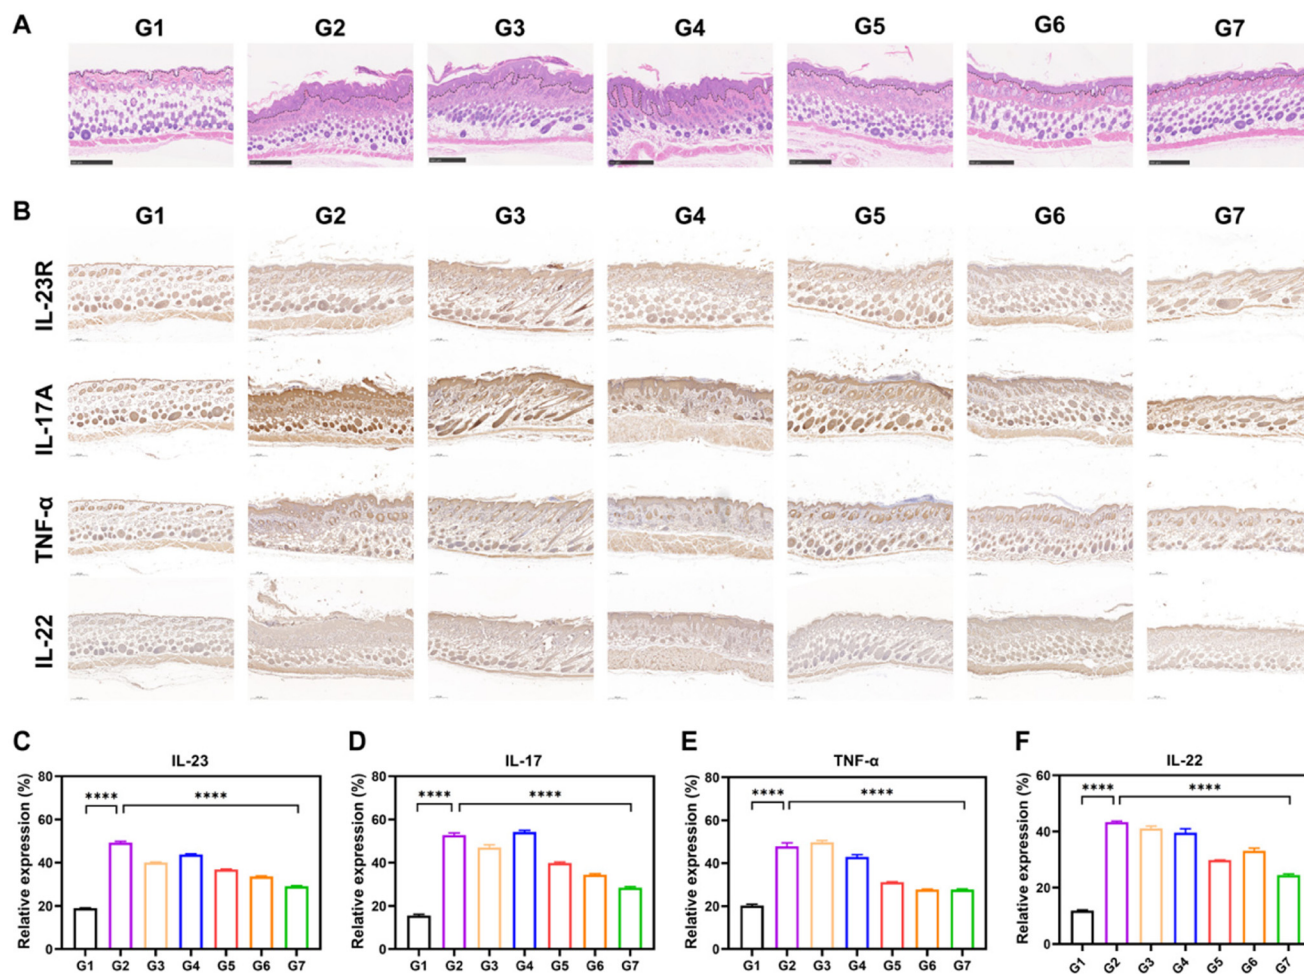 A
G1 G2 G3 G4 G5 G6 G7
B
G1 G2 G3 G4 G5 G6 G7
IL-23R
IL-17A
TNF-α
IL-22
C
IL-23
Relative expression (%)
80
60
40
20
0
**** ****
G1 G2 G3 G4 G5 G6 G7
D
IL-17
Relative expression (%)
80
60
40
20
0
**** ****
G1 G2 G3 G4 G5 G6 G7
E
TNF-α
Relative expression (%)
80
60
40
20
0
**** ****
G1 G2 G3 G4 G5 G6 G7
F
IL-22
Relative expression (%)
60
40
20
0
**** ****
G1 G2 G3 G4 G5 G6 G7